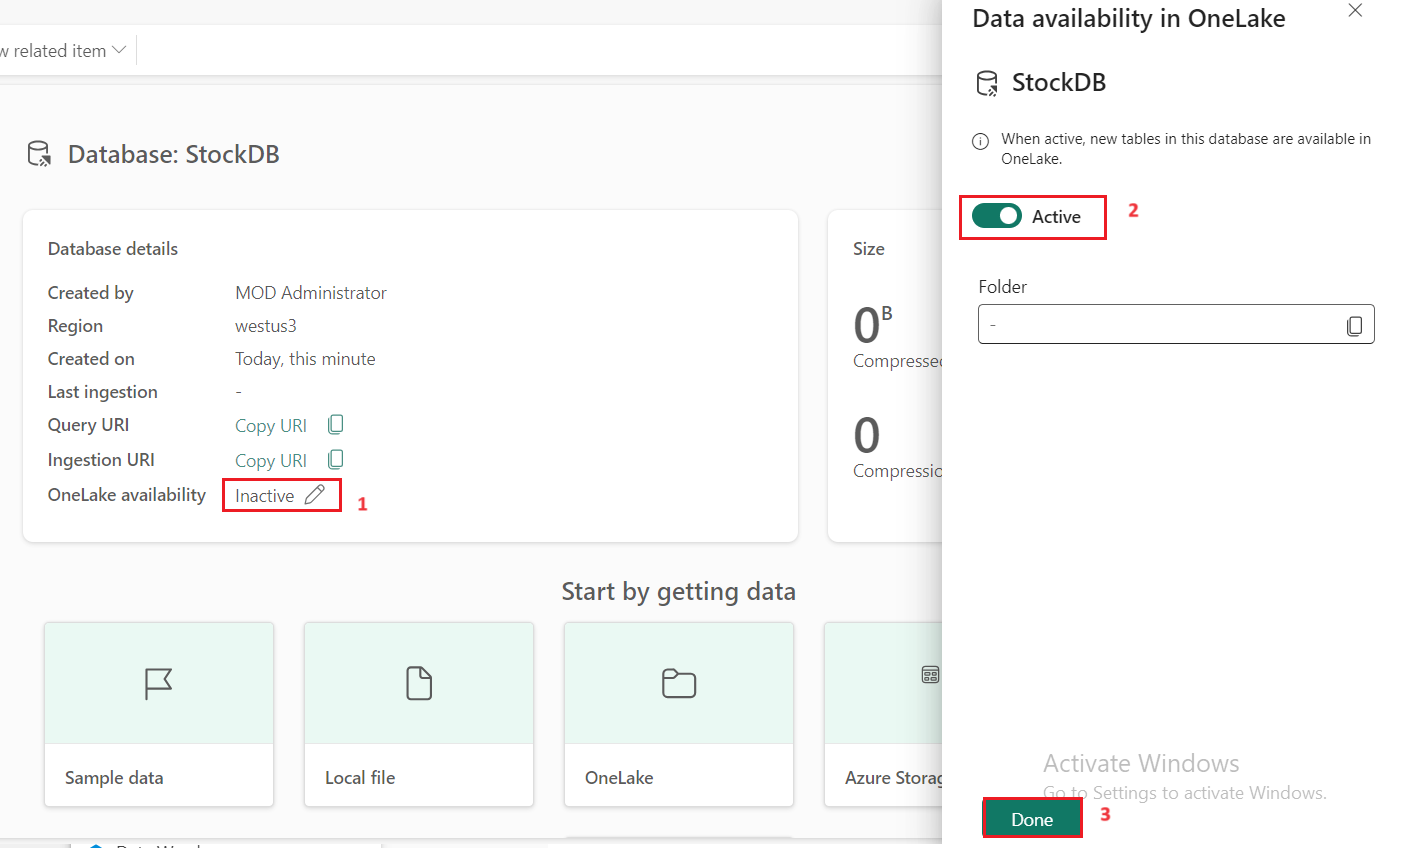 w related item
Database: StockDB
Database details
Created by MOD Administrator
Region westus3
Created on Today, this minute
Last ingestion -
Query URI Copy URI
Ingestion URI Copy URI
OneLake availability Inactive 1
Size
0 B
Compressed
0
Compressio
Start by getting data
Sample data
Local file
OneLake
Azure Storag
Data availability in OneLake
StockDB
When active, new tables in this database are available in
OneLake.
Active 2
Folder
-
Activate Windows
Go to Settings to activate Windows.
Done 3